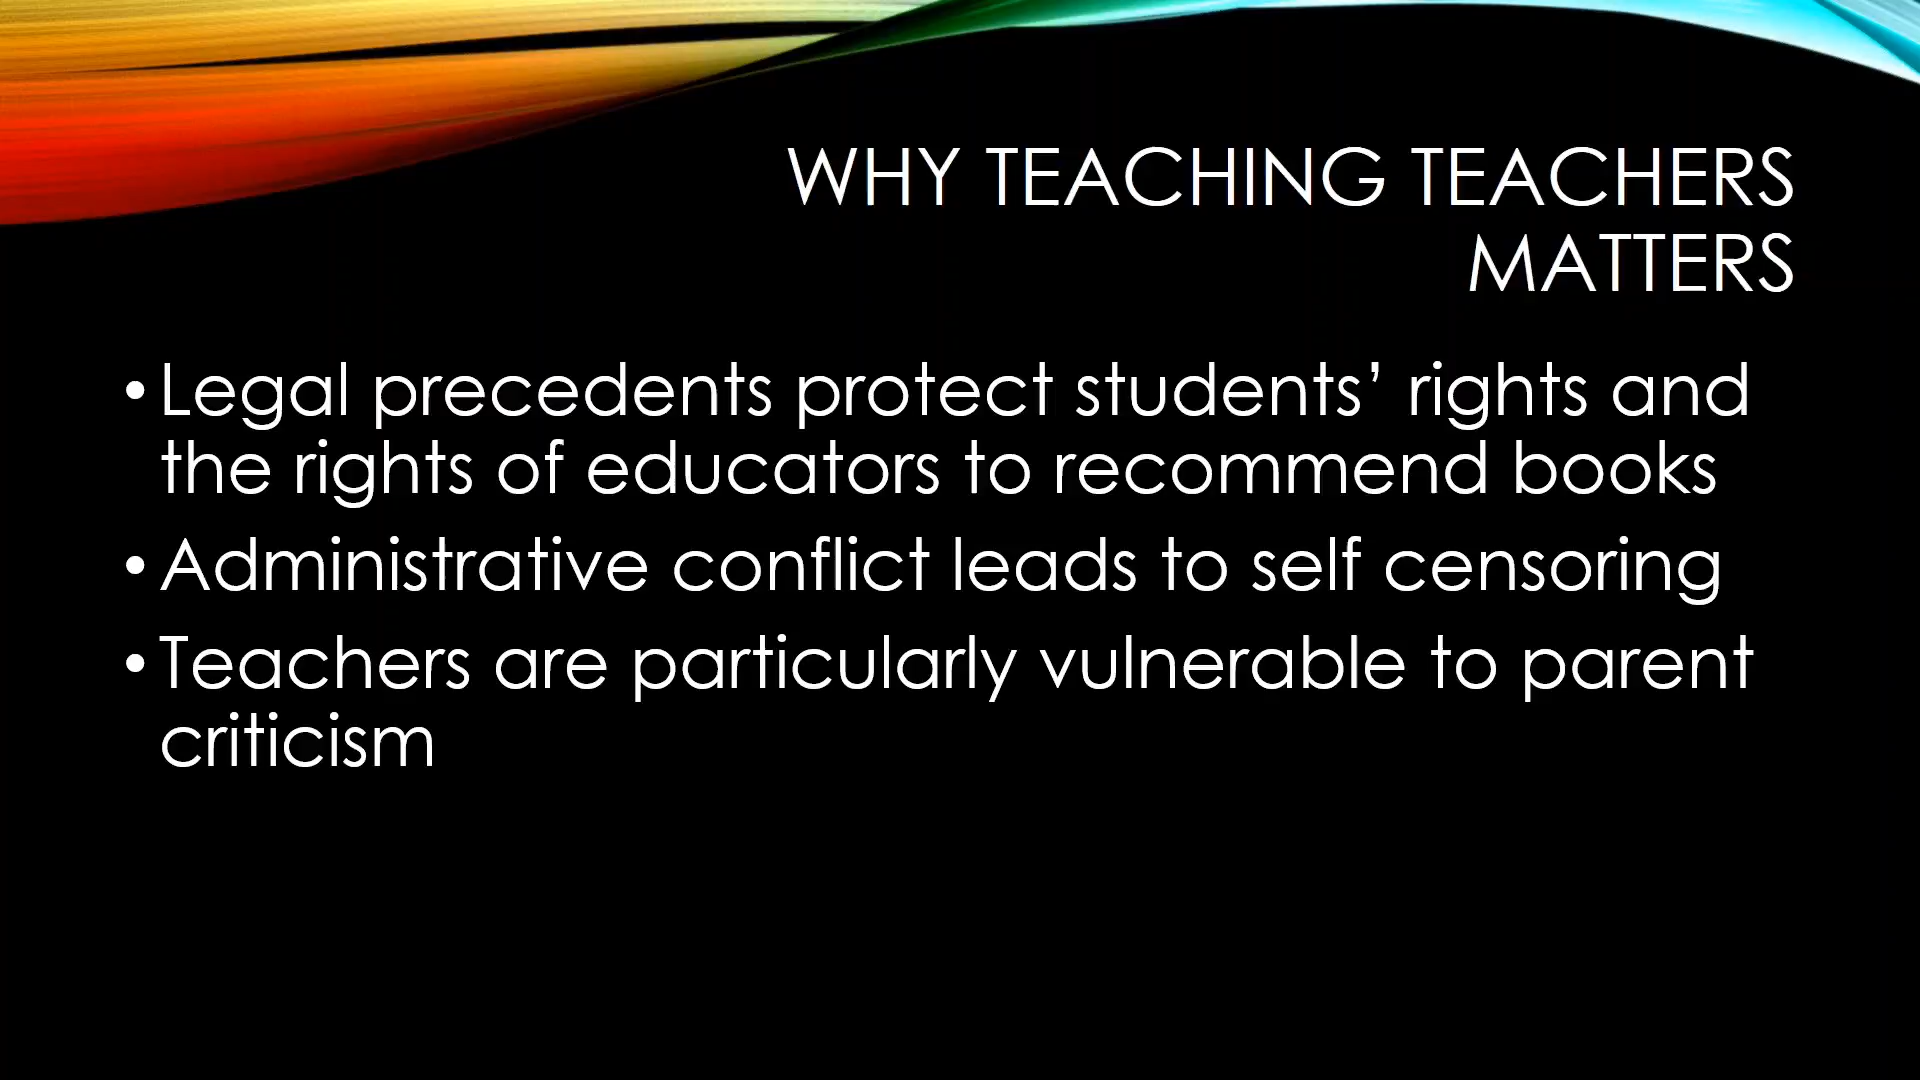 WHY TEACHING TEACHERS
MATTERS
• Legal precedents protect students’ rights and
the rights of educators to recommend books
• Administrative conflict leads to self censoring
• Teachers are particularly vulnerable to parent
criticism